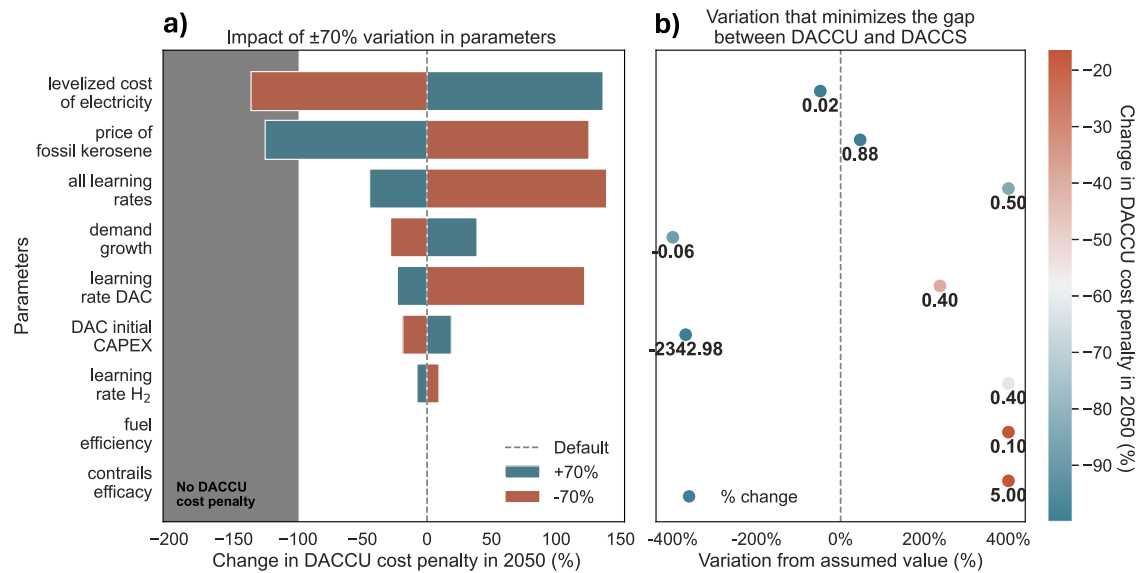 a)
Impact of ±70% variation in parameters
Parameters
levelized cost
of electricity
price of
fossil kerosene
all learning
rates
demand
growth
learning
rate DAC
DAC initial
CAPEX
learning
rate H₂
fuel
efficiency
contrails
efficacy
No DACCU
cost penalty
Default
+70%
-70%
−200 −150 −100 −50 0 50 100 150
Change in DACCU cost penalty in 2050 (%)
b)
Variation that minimizes the gap
between DACCU and DACCS
0.02
0.88
0.50
-0.06
0.40
-2342.98
0.40
0.10
5.00
% change
-400% -200% 0% 200% 400%
Variation from assumed value (%)
−20
−30
−40
−50
−60
−70
−80
−90
Change in DACCU cost penalty in 2050 (%)